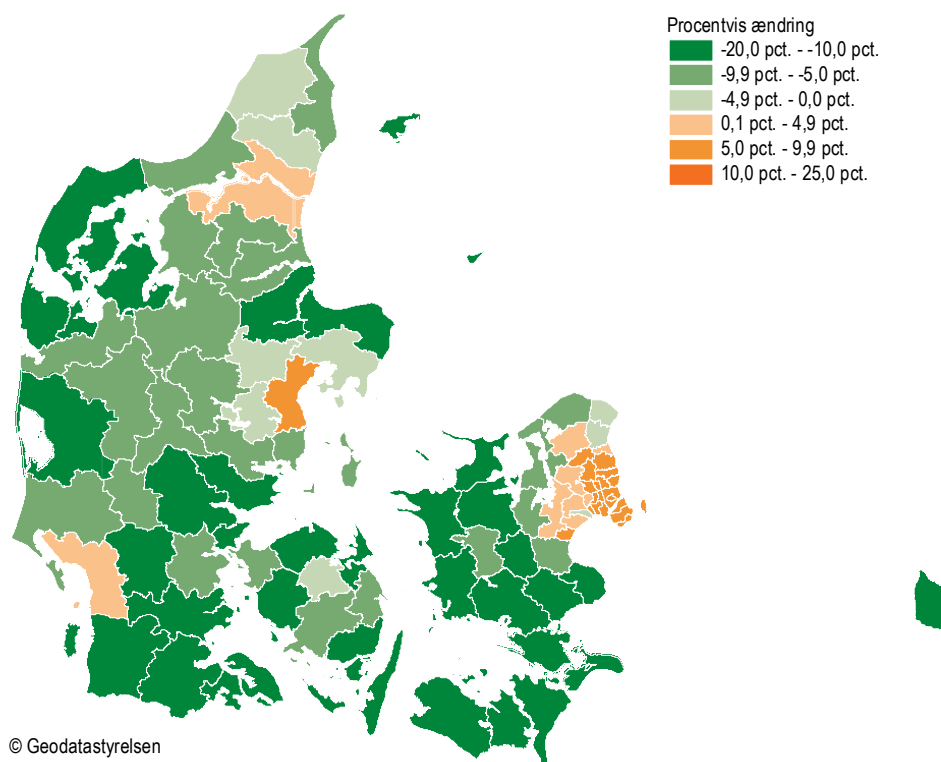 Procentvis ændring
-20,0 pct. - -10,0 pct.
-9,9 pct. - -5,0 pct.
-4,9 pct. - 0,0 pct.
0,1 pct. - 4,9 pct.
5,0 pct. - 9,9 pct.
10,0 pct. - 25,0 pct.
© Geodatastyrelsen